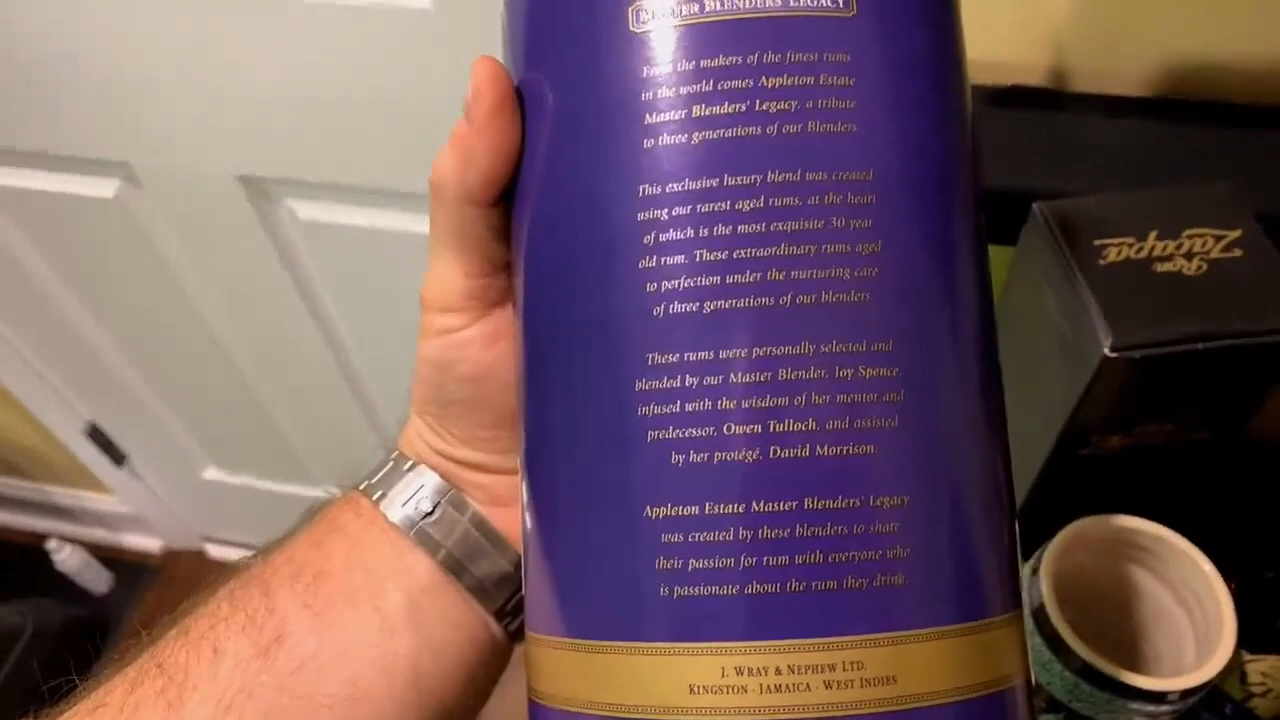 MASTER BLENDERS' LEGACY
From the makers of the finest rums
in the world comes Appleton Estate
Master Blenders' Legacy, a tribute
to three generations of our Blenders
This exclusive luxury blend was created
using our rarest aged rums, at the heart
of which is the most exquisite 30 year
old rum. These extraordinary rums aged
to perfection under the nurturing care
of three generations of our blenders
These rums were personally selected and
blended by our Master Blender, Joy Spence,
infused with the wisdom of her mentor and
predecessor, Owen Tulloch, and assisted
by her protégé, David Morrison.
Appleton Estate Master Blenders' Legacy
was created by these blenders to share
their passion for rum with everyone who
is passionate about the rum they drink.
J. WRAY & NEPHEW LTD.
KINGSTON · JAMAICA · WEST INDIES
Ron
Zacapa